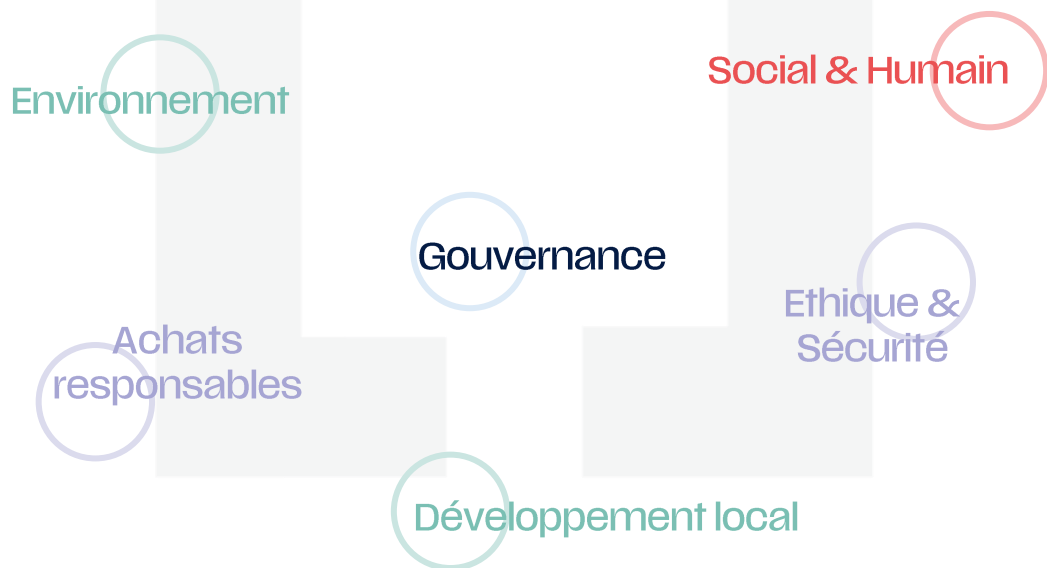 Social & Humain
Environnement
Gouvernance
Ethique &
Sécurité
Achats
responsables
Développement local